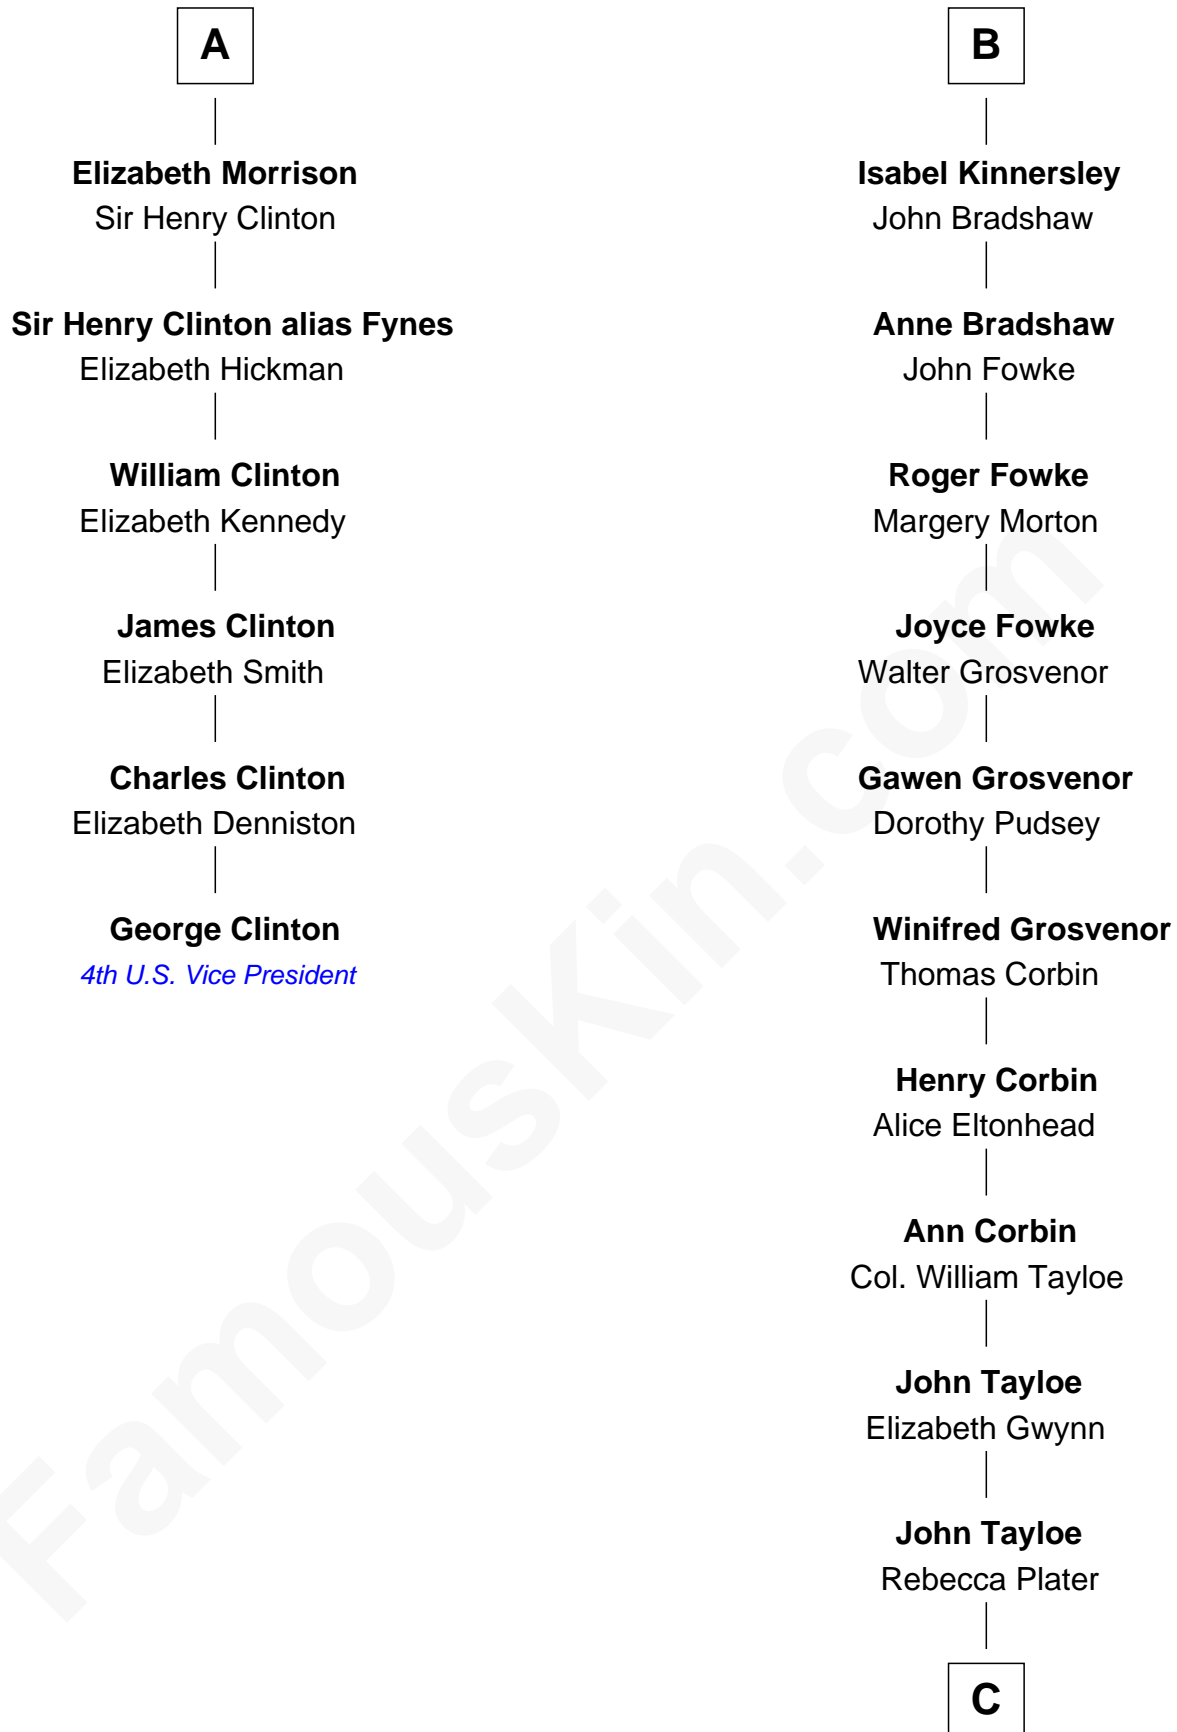 A
Elizabeth Morrison
Sir Henry Clinton
Sir Henry Clinton alias Fynes
Elizabeth Hickman
William Clinton
Elizabeth Kennedy
James Clinton
Elizabeth Smith
Charles Clinton
Elizabeth Denniston
George Clinton
4th U.S. Vice President
B
Isabel Kinnersley
John Bradshaw
Anne Bradshaw
John Fowke
Roger Fowke
Margery Morton
Joyce Fowke
Walter Grosvenor
Gawen Grosvenor
Dorothy Pudsey
Winifred Grosvenor
Thomas Corbin
Henry Corbin
Alice Eltonhead
Ann Corbin
Col. William Tayloe
John Tayloe
Elizabeth Gwynn
John Tayloe
Rebecca Plater
C
FamousKin.com